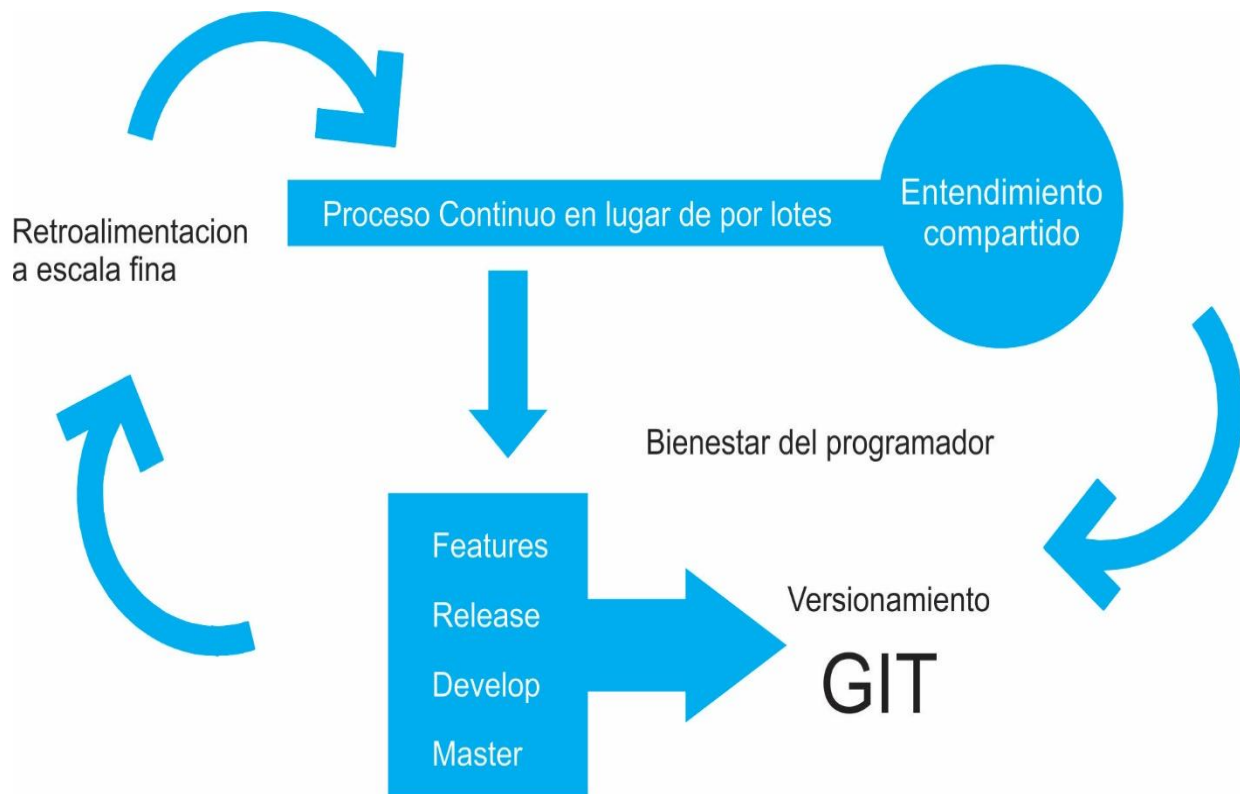 Retroalimentacion
a escala fina
Proceso Continuo en lugar de por lotes
Entendimiento
compartido
Bienestar del programador
Features
Release
Develop
Master
Versionamiento
GIT